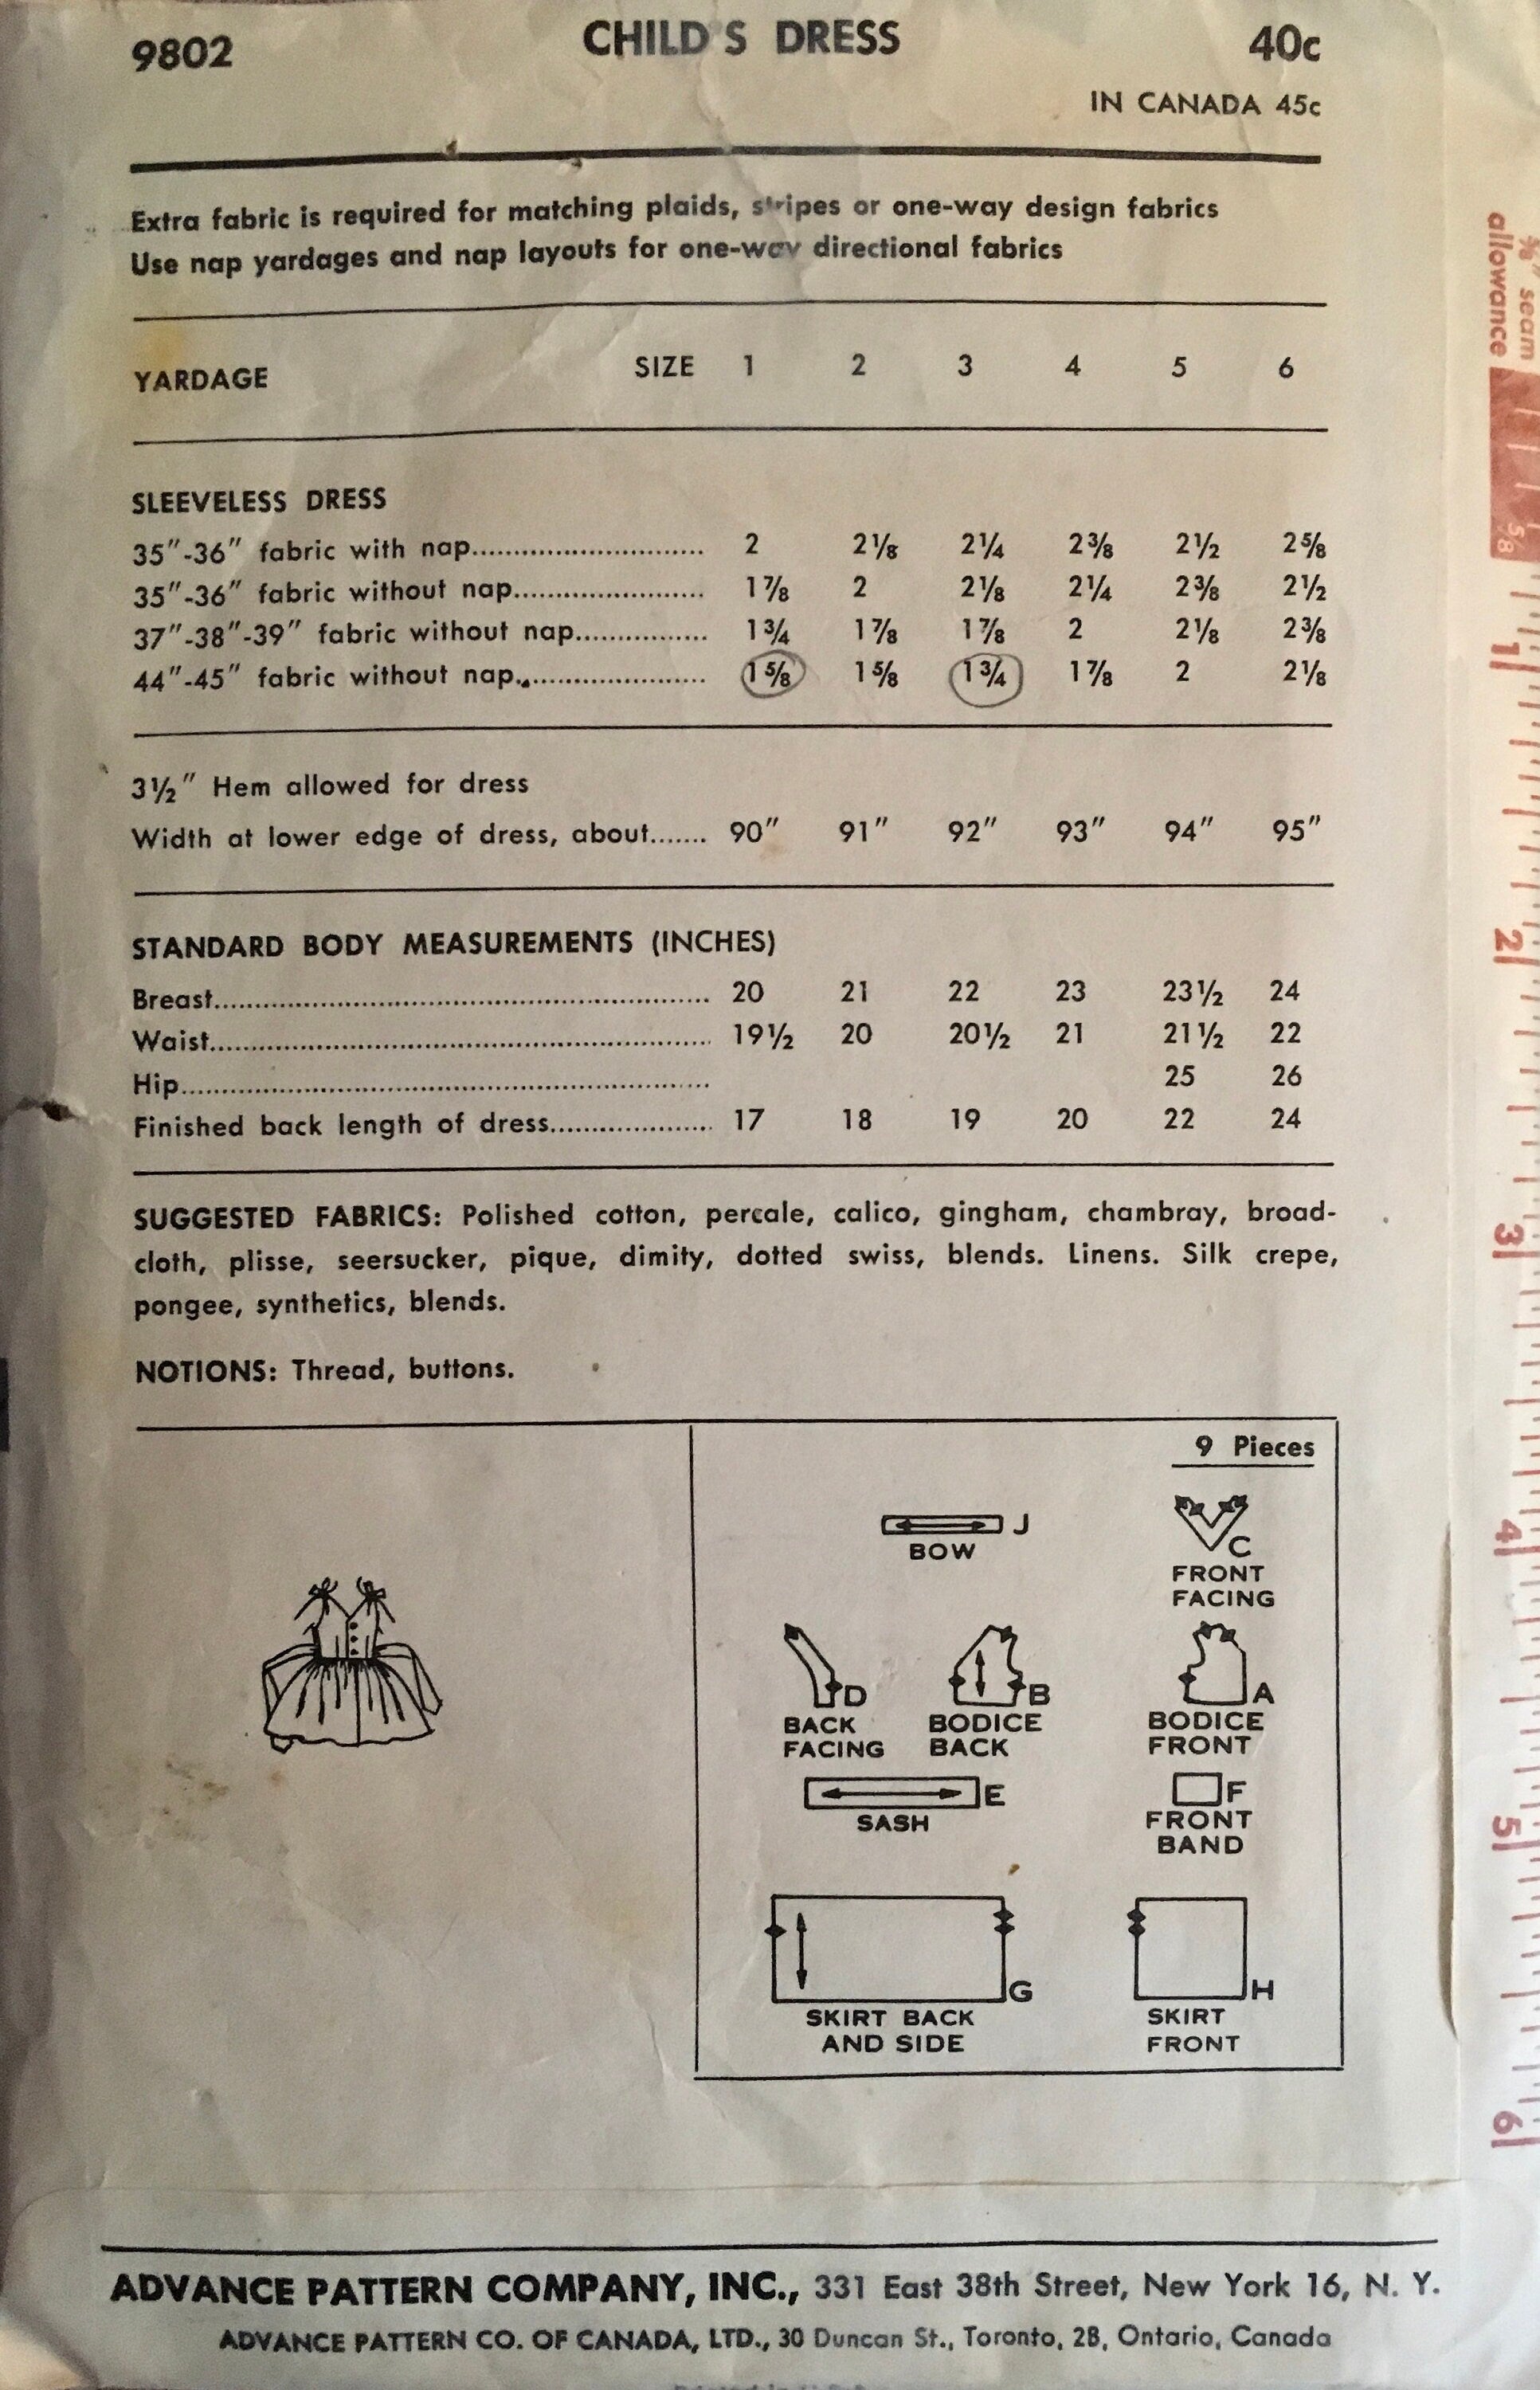 9802 CHILD'S DRESS 40c
IN CANADA 45c
Extra fabric is required for matching plaids, stripes or one-way design fabrics
Use nap yardages and nap layouts for one-way directional fabrics
YARDAGE SIZE 1 2 3 4 5 6
SLEEVELESS DRESS
35"-36" fabric with nap............................ 2 2⅛ 2¼ 2⅜ 2½ 2⅝
35"-36" fabric without nap....................... 1⅞ 2 2⅛ 2¼ 2⅜ 2½
37"-38"-39" fabric without nap................ 1¾ 1⅞ 1⅞ 2 2⅛ 2⅜
44"-45" fabric without nap....................... 1⅝ 1⅝ 1¾ 1⅞ 2 2⅛
3½" Hem allowed for dress
Width at lower edge of dress, about....... 90" 91" 92" 93" 94" 95"
STANDARD BODY MEASUREMENTS (INCHES)
Breast............................................................ 20 21 22 23 23½ 24
Waist............................................................. 19½ 20 20½ 21 21½ 22
Hip................................................................ 25 26
Finished back length of dress.................... 17 18 19 20 22 24
SUGGESTED FABRICS: Polished cotton, percale, calico, gingham, chambray, broad-
cloth, plisse, seersucker, pique, dimity, dotted swiss, blends. Linens. Silk crepe,
pongee, synthetics, blends.
NOTIONS: Thread, buttons.
9 Pieces
J
BOW
C
FRONT
FACING
D
BACK
FACING
B
BODICE
BACK
A
BODICE
FRONT
E
SASH
F
FRONT
BAND
G
SKIRT BACK
AND SIDE
H
SKIRT
FRONT
ADVANCE PATTERN COMPANY, INC., 331 East 38th Street, New York 16, N. Y.
ADVANCE PATTERN CO. OF CANADA, LTD., 30 Duncan St., Toronto, 2B, Ontario, Canada
⅝" seam
allowance
5/8
1
2
3
4
5
6